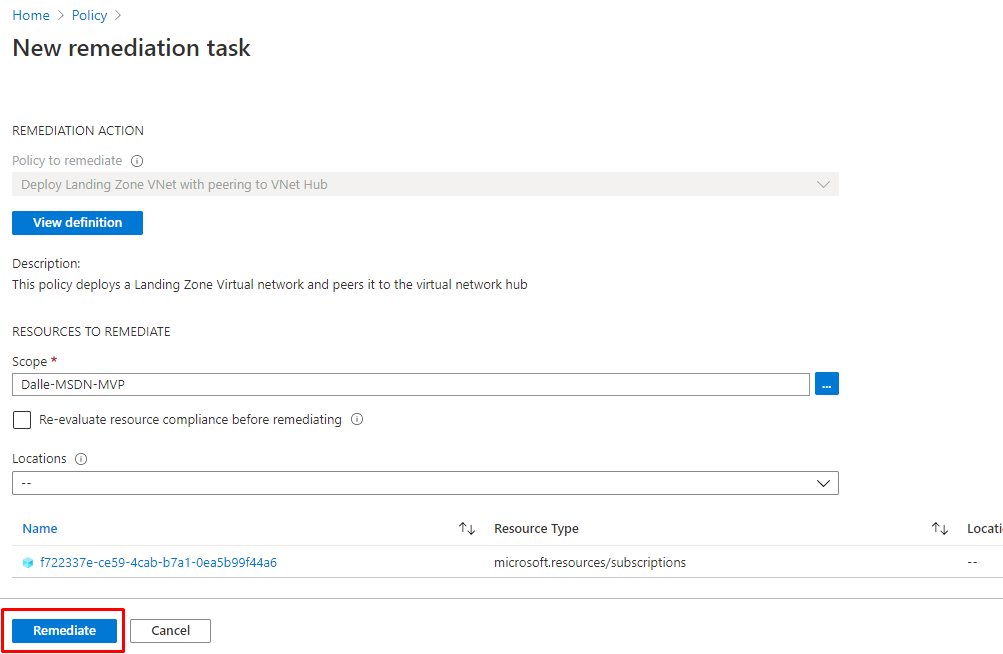 Home > Policy >
New remediation task
REMEDIATION ACTION
Policy to remediate
Deploy Landing Zone VNet with peering to VNet Hub
View definition
Description:
This policy deploys a Landing Zone Virtual network and peers it to the virtual network hub
RESOURCES TO REMEDIATE
Scope *
Dalle-MSDN-MVP
...
Re-evaluate resource compliance before remediating
Locations
--
Name Resource Type Locati
f722337e-ce59-4cab-b7a1-0ea5b99f44a6 microsoft.resources/subscriptions --
Remediate Cancel